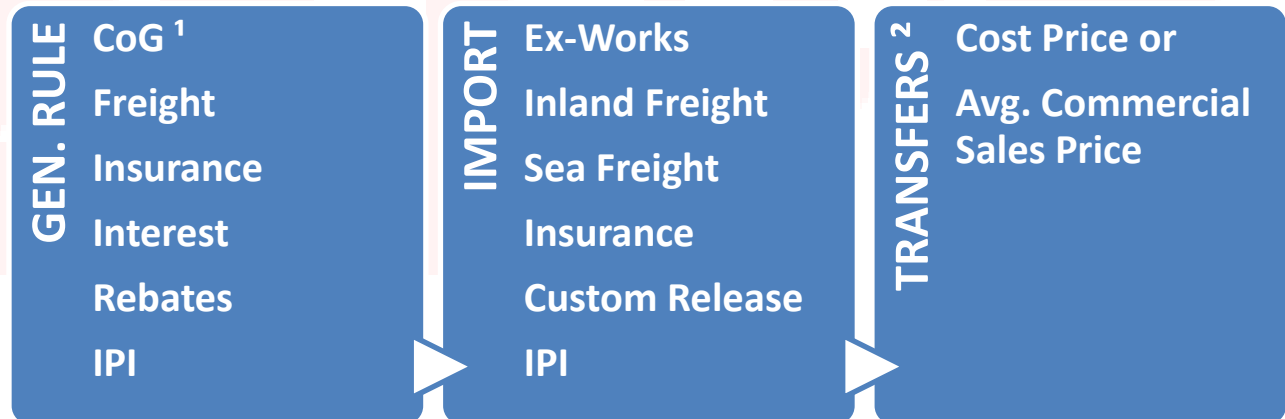 GEN. RULE
CoG ¹
Freight
Insurance
Interest
Rebates
IPI
IMPORT
Ex-Works
Inland Freight
Sea Freight
Insurance
Custom Release
IPI
TRANSFERS ²
Cost Price or
Avg. Commercial
Sales Price